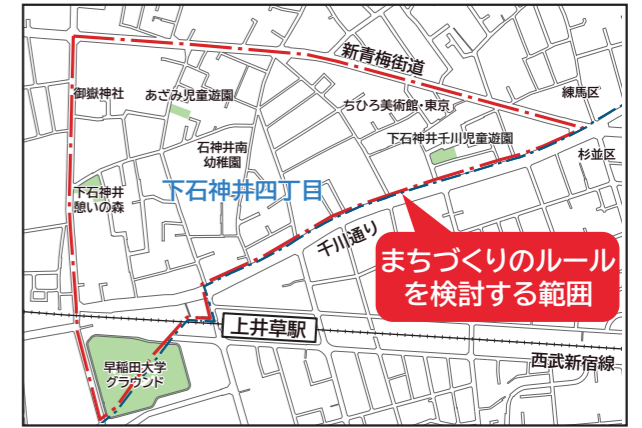 新青梅街道
御嶽神社
あざみ児童遊園
ちひろ美術館・東京
練馬区
石神井南
幼稚園
下石神井千川児童遊園
杉並区
下石神井
憩いの森
下石神井四丁目
千川通り
まちづくりのルール
を検討する範囲
上井草駅
西武新宿線
早稲田大学
グラウンド